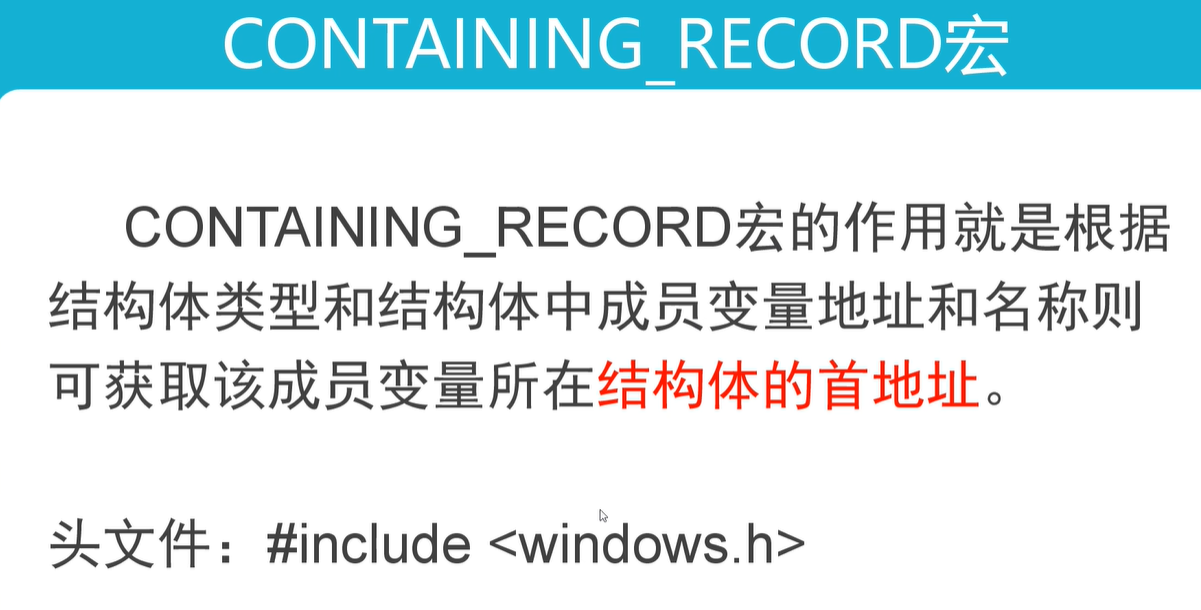 CONTAINING_RECORD宏
CONTAINING_RECORD宏的作用就是根据
结构体类型和结构体中成员变量地址和名称则
可获取该成员变量所在结构体的首地址。
头文件：#include <windows.h>